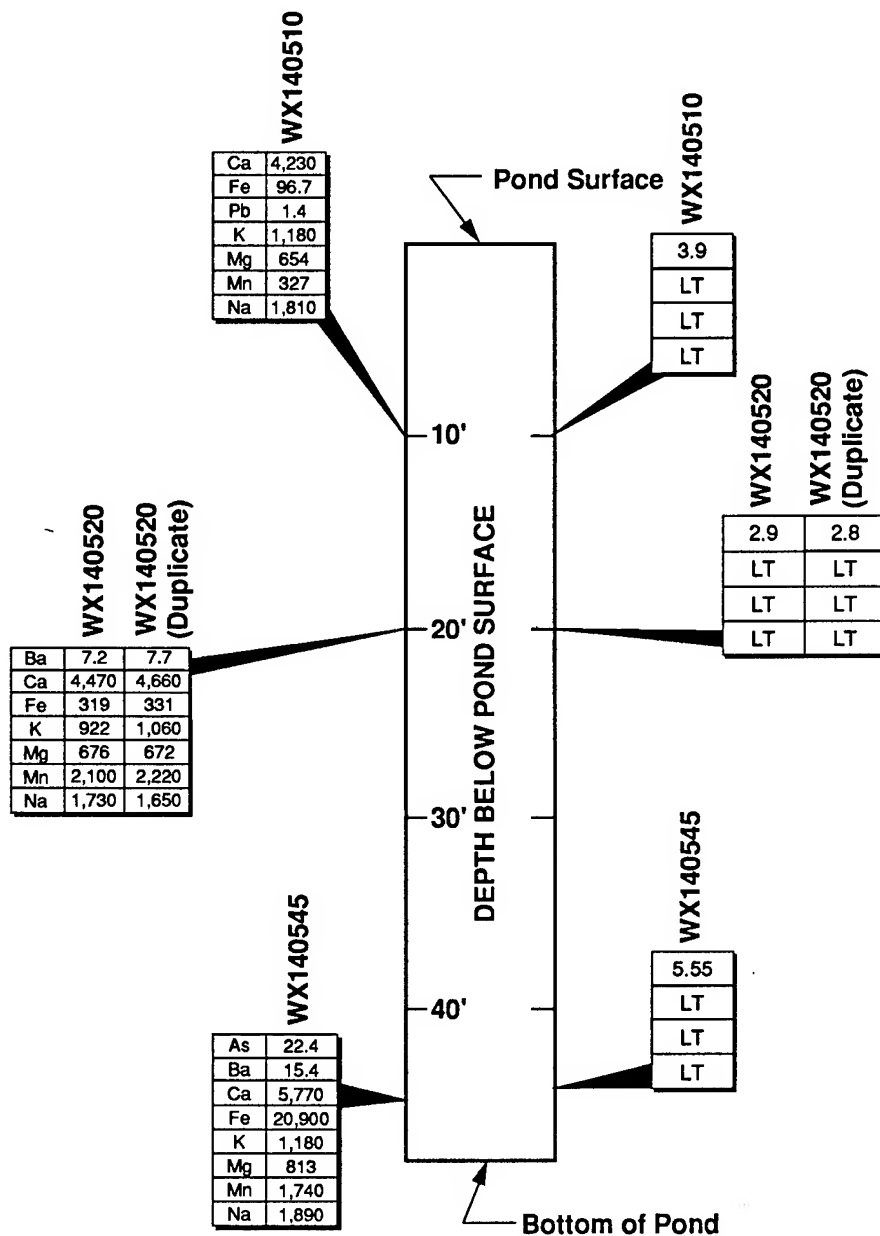 WX140510
Ca 4,230
Fe 96.7
Pb 1.4
K 1,180
Mg 654
Mn 327
Na 1,810
Pond Surface
WX140510
3.9
LT
LT
LT
10'
20'
30'
40'
DEPTH BELOW POND SURFACE
WX140520 WX140520 (Duplicate)
2.9 2.8
LT LT
LT LT
LT LT
WX140520 WX140520 (Duplicate)
Ba 7.2 7.7
Ca 4,470 4,660
Fe 319 331
K 922 1,060
Mg 676 672
Mn 2,100 2,220
Na 1,730 1,650
WX140545
As 22.4
Ba 15.4
Ca 5,770
Fe 20,900
K 1,180
Mg 813
Mn 1,740
Na 1,890
WX140545
5.55
LT
LT
LT
Bottom of Pond